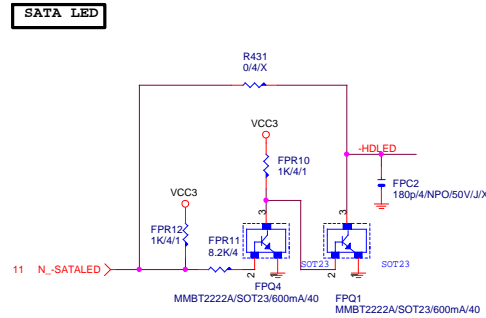 SATA LED
R431
0/4/X
VCC3
-HDLED
FPR10
1K/4/1
FPC2
180p/4/NPO/50V/J/X
VCC3
3
3
FPR12
1K/4/1
FPR11
8.2K/4
SOT23
SOT23
11 N_-SATALED
2
1
2
1
FPQ4
MMBT2222A/SOT23/600mA/40
FPQ1
MMBT2222A/SOT23/600mA/40